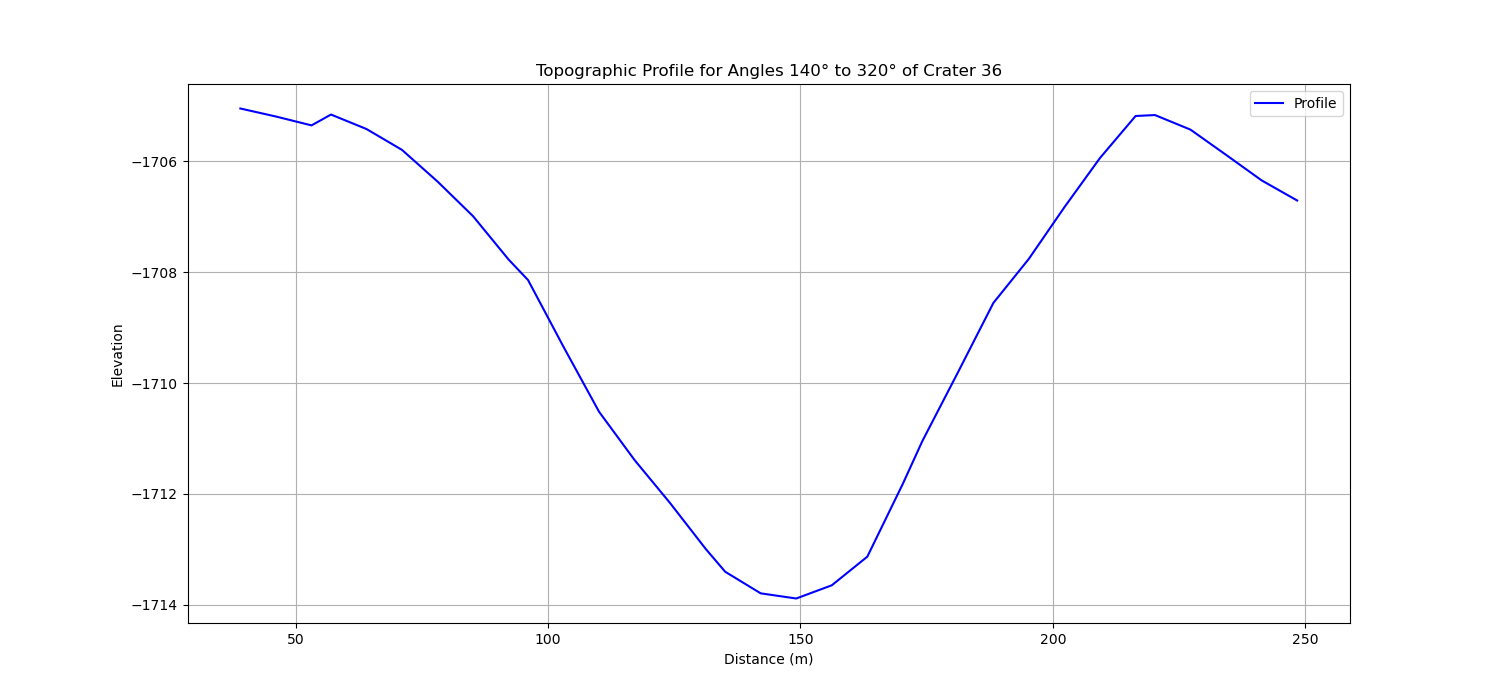 Topographic Profile for Angles 140° to 320° of Crater 36
Profile
−1706
−1708
−1710
−1712
−1714
Elevation
50 100 150 200 250
Distance (m)